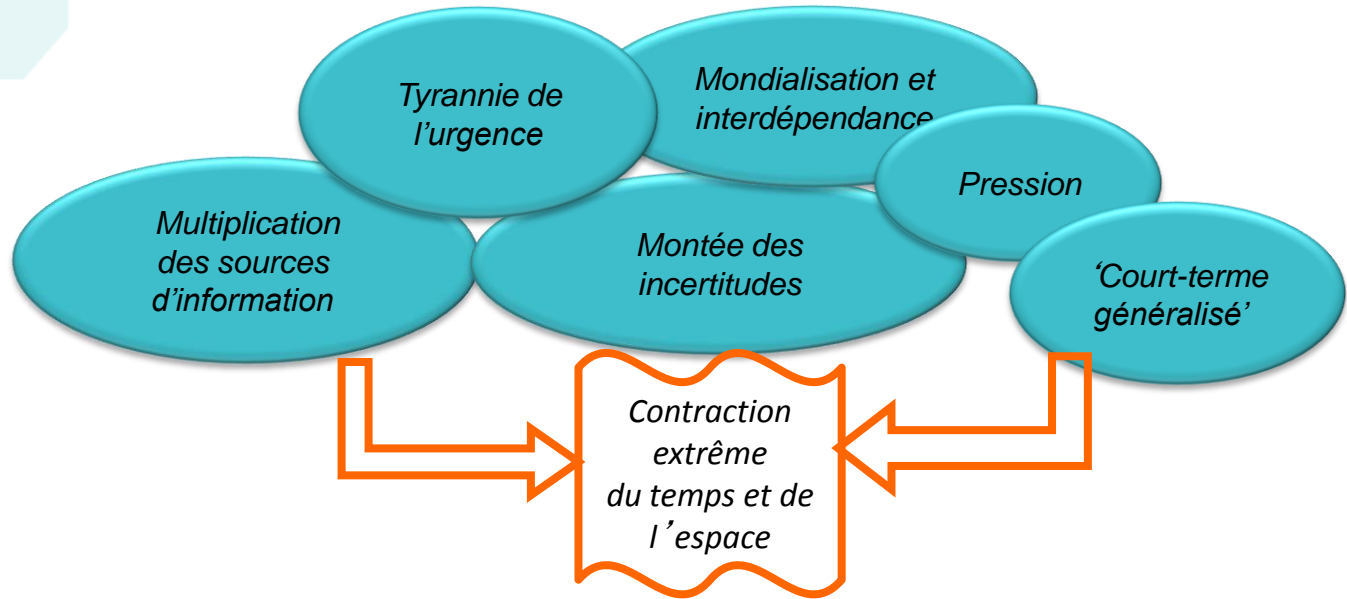 Tyrannie de
l’urgence
Mondialisation et
interdépendance
Pression
Multiplication
des sources
d’information
Montée des
incertitudes
‘Court-terme
généralisé’
Contraction
extrême
du temps et de
l’espace